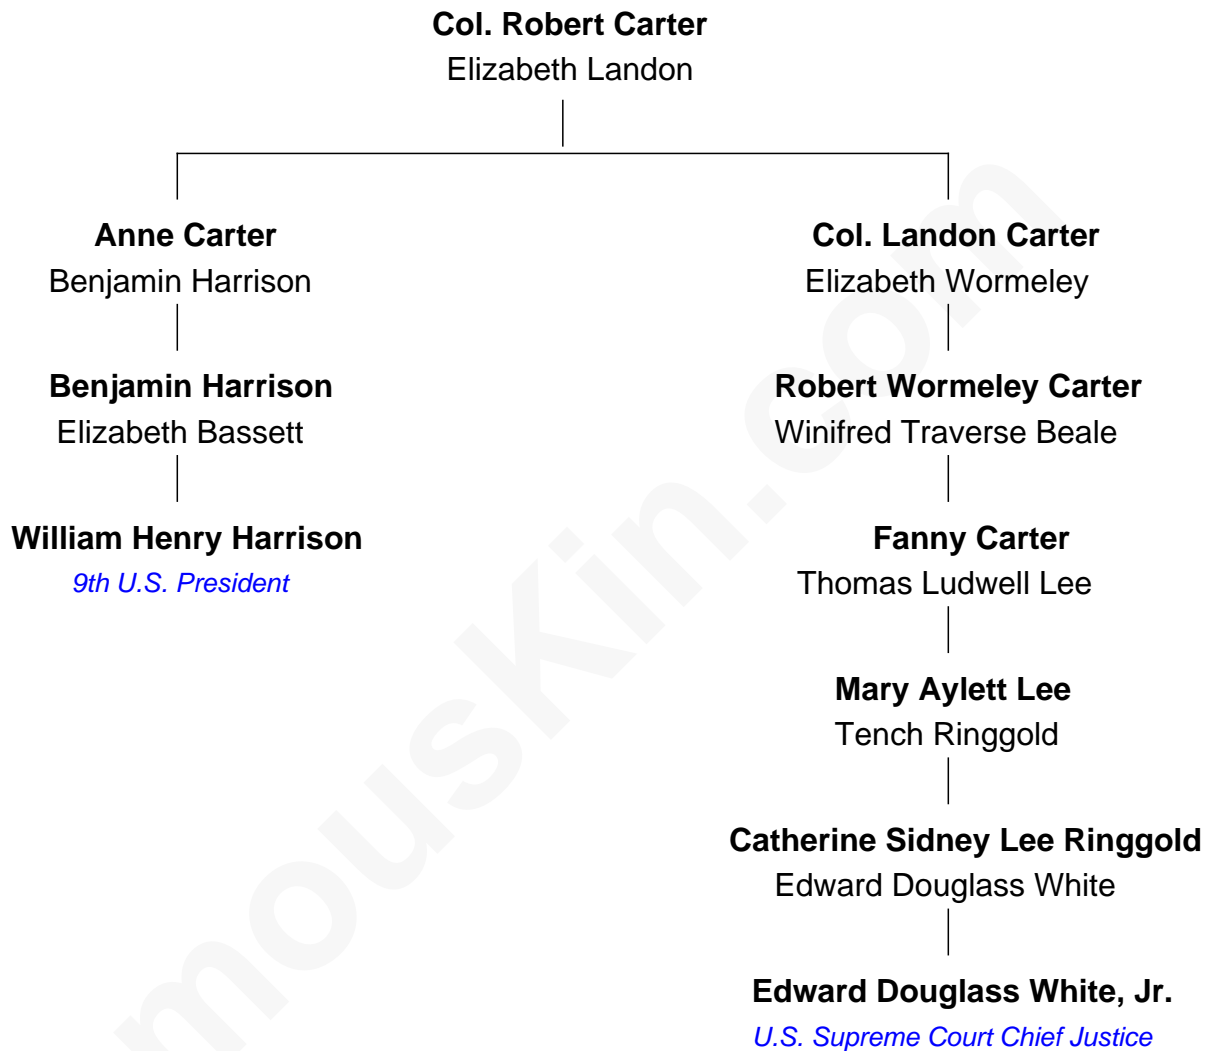 Col. Robert Carter
Elizabeth Landon
Anne Carter
Benjamin Harrison
Col. Landon Carter
Elizabeth Wormeley
Benjamin Harrison
Elizabeth Bassett
Robert Wormeley Carter
Winifred Traverse Beale
William Henry Harrison
9th U.S. President
Fanny Carter
Thomas Ludwell Lee
Mary Aylett Lee
Tench Ringgold
Catherine Sidney Lee Ringgold
Edward Douglass White
Edward Douglass White, Jr.
U.S. Supreme Court Chief Justice
mouskin.com